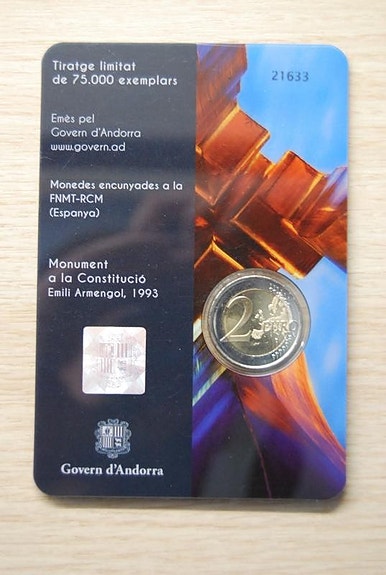 Tiratge limitat
de 75.000 exemplars
21633
Emès pel
Govern d'Andorra
www.govern.ad
Monedes encunyades a la
FNMT-RCM
(Espanya)
Monument
a la Constitució
Emili Armengol, 1993
2 EURO
Govern d'Andorra